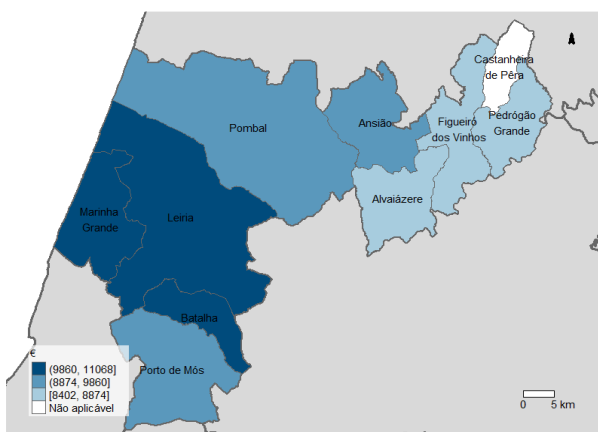 Castanheira
de Pêra
Pedrógão
Grande
Figueiró
dos Vinhos
Ansião
Pombal
Alvaiázere
Marinha
Grande
Leiria
Batalha
Porto de Mós
€
(9860, 11068]
(8874, 9860]
[8402, 8874]
Não aplicável
0 5 km